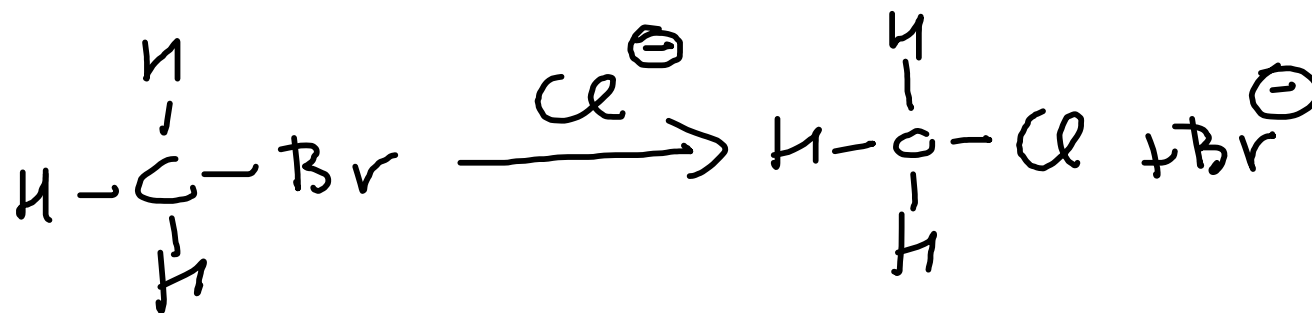 H H
Cl ⊖
H - C - Br ⟶ H - C - Cl + Br ⊖
H H